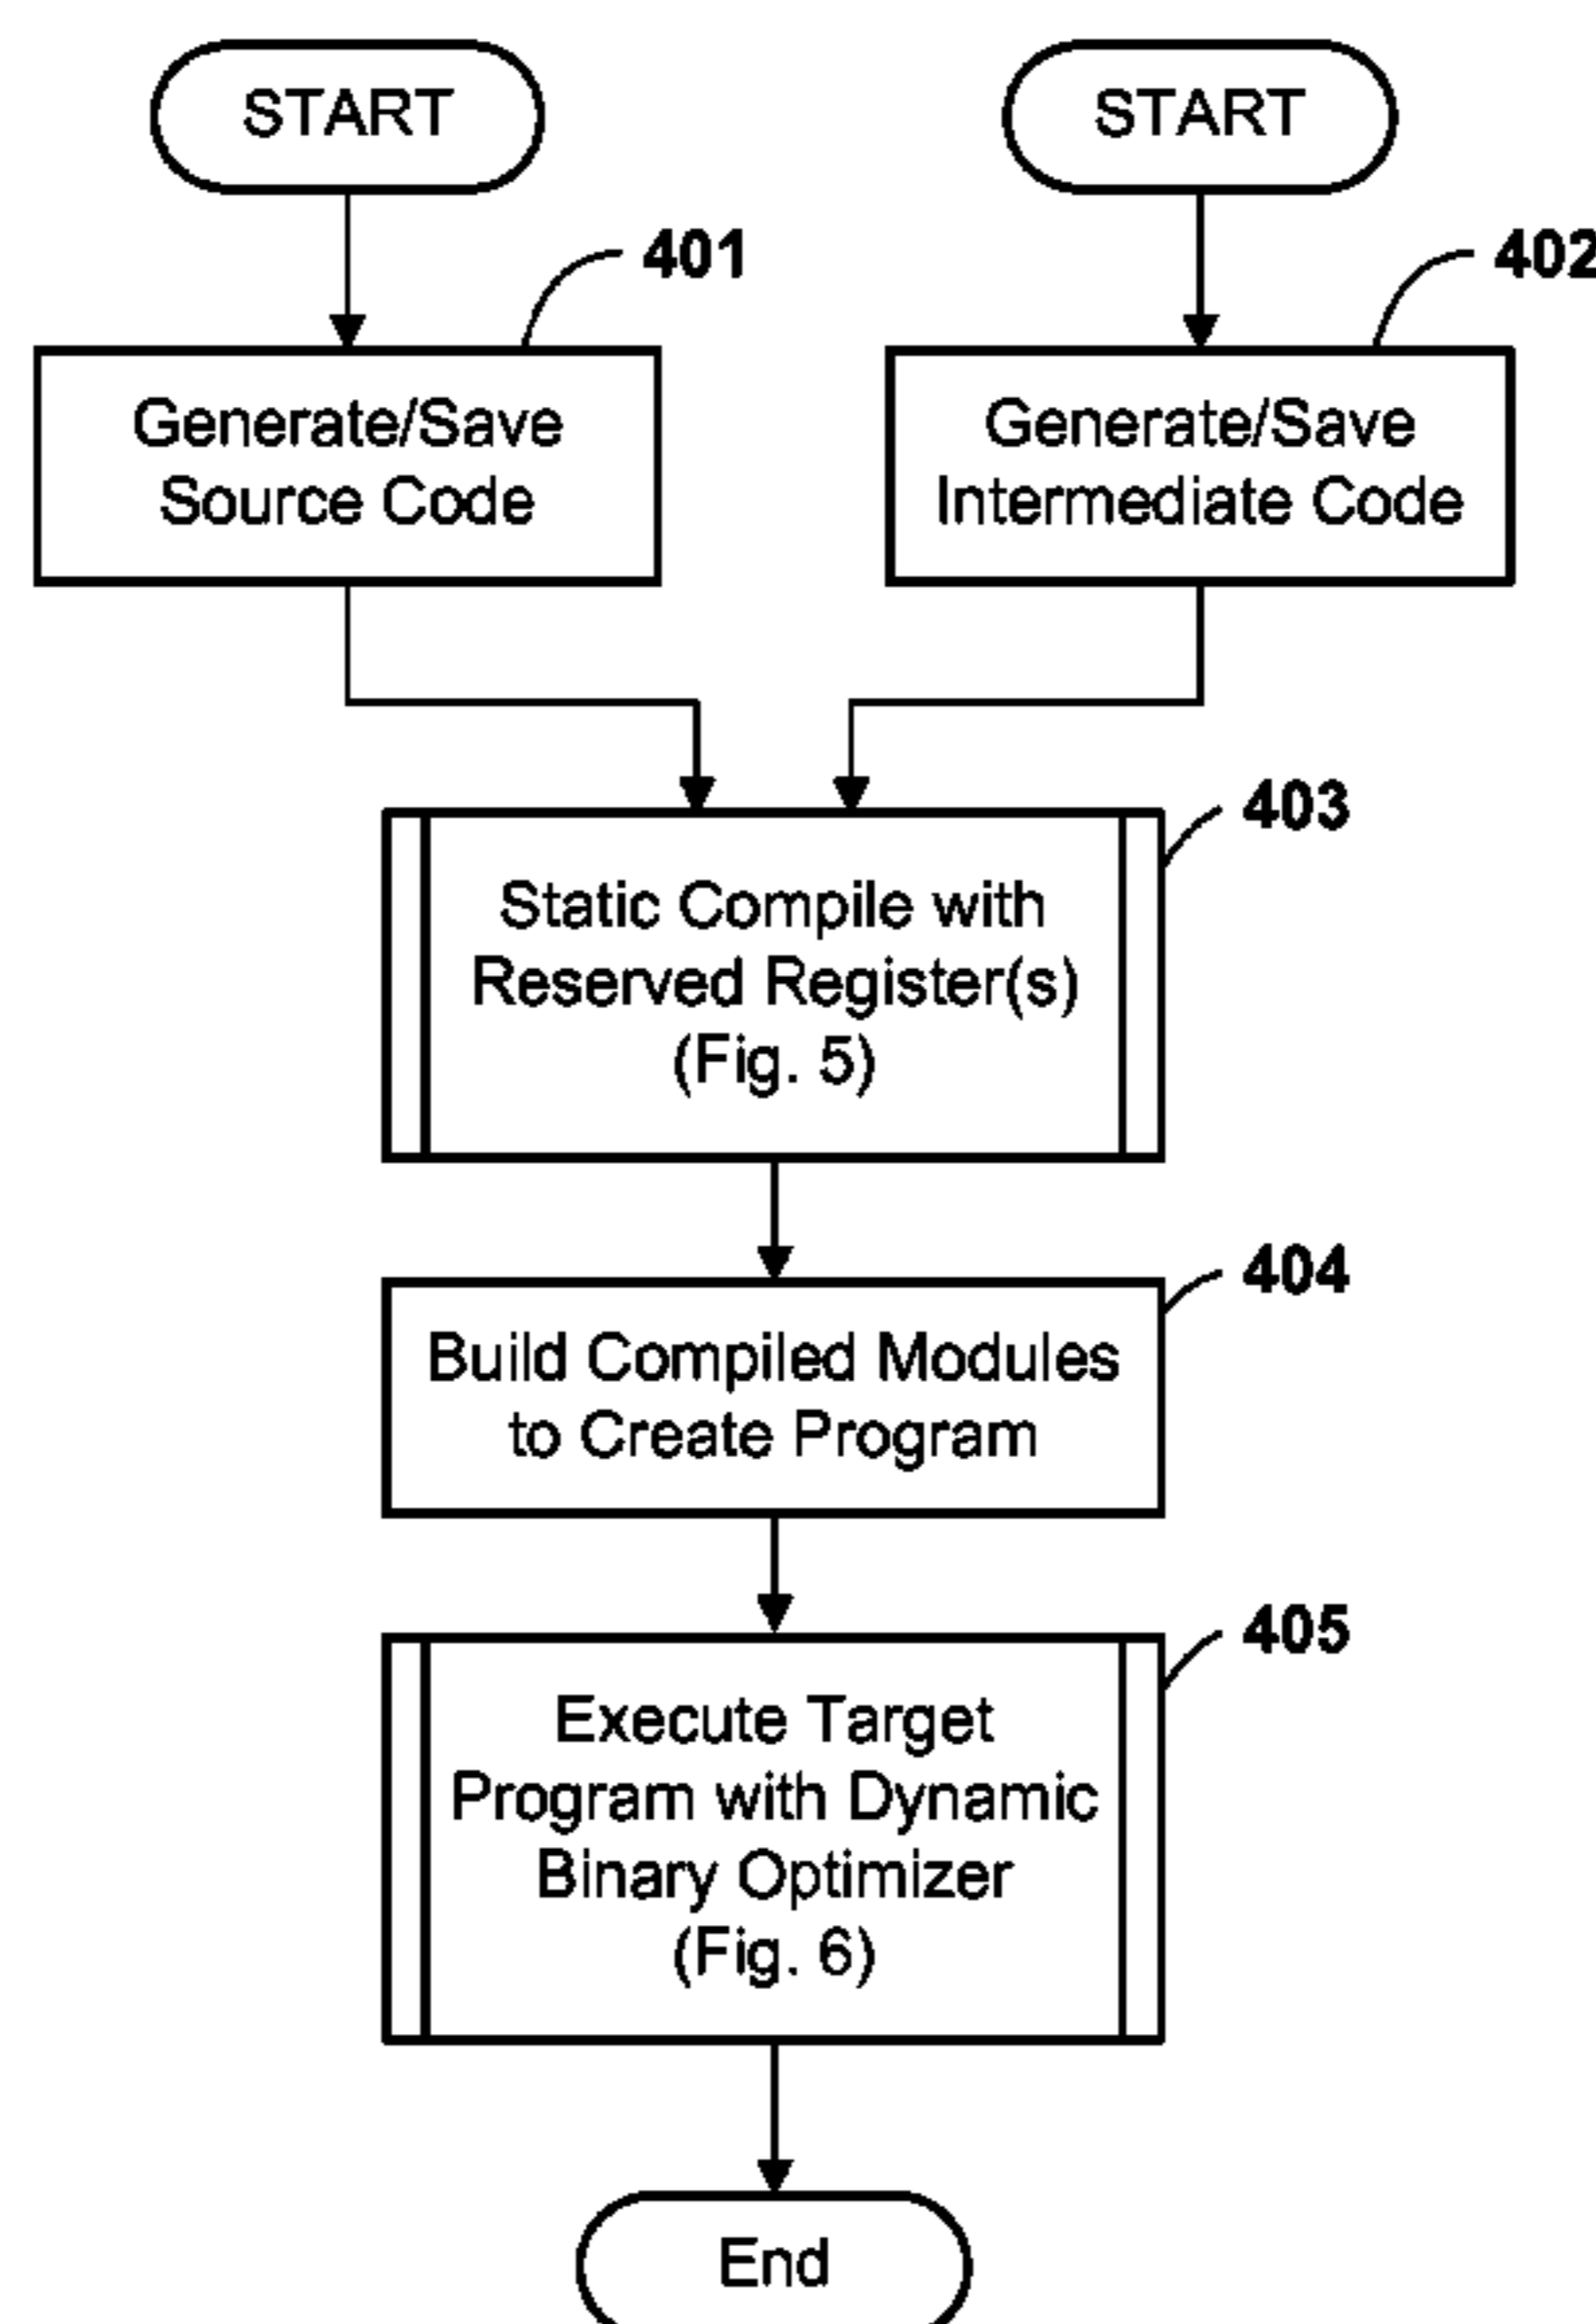 START
START
401
402
Generate/Save
Source Code
Generate/Save
Intermediate Code
403
Static Compile with
Reserved Register(s)
(Fig. 5)
404
Build Compiled Modules
to Create Program
405
Execute Target
Program with Dynamic
Binary Optimizer
(Fig. 6)
End